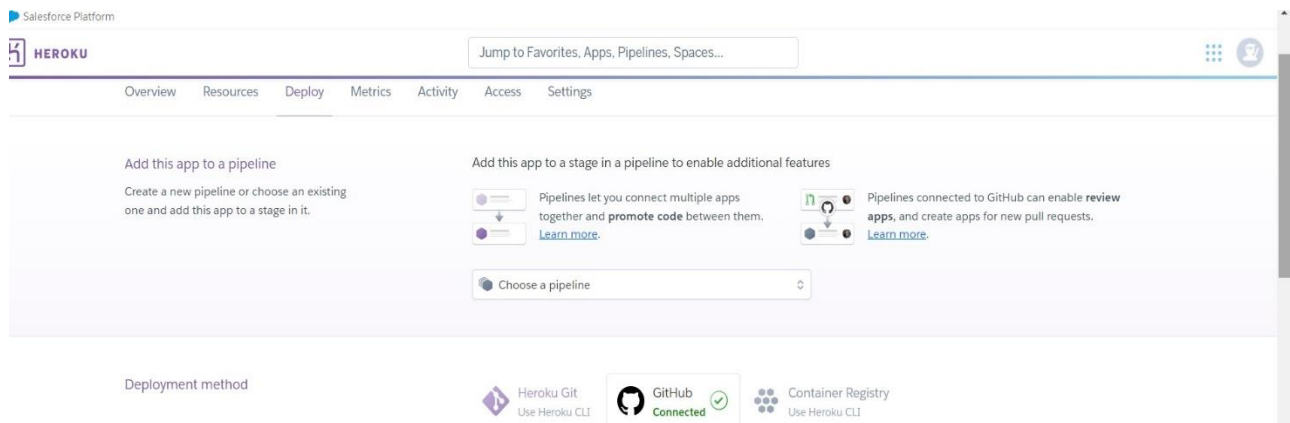 Salesforce Platform
HEROKU
Jump to Favorites, Apps, Pipelines, Spaces...
Overview Resources Deploy Metrics Activity Access Settings
Add this app to a pipeline
Create a new pipeline or choose an existing
one and add this app to a stage in it.
Add this app to a stage in a pipeline to enable additional features
Pipelines let you connect multiple apps
together and promote code between them.
Learn more.
Pipelines connected to GitHub can enable review
apps, and create apps for new pull requests.
Learn more.
Choose a pipeline
Deployment method
Heroku Git
Use Heroku CLI
GitHub
Connected
Container Registry
Use Heroku CLI